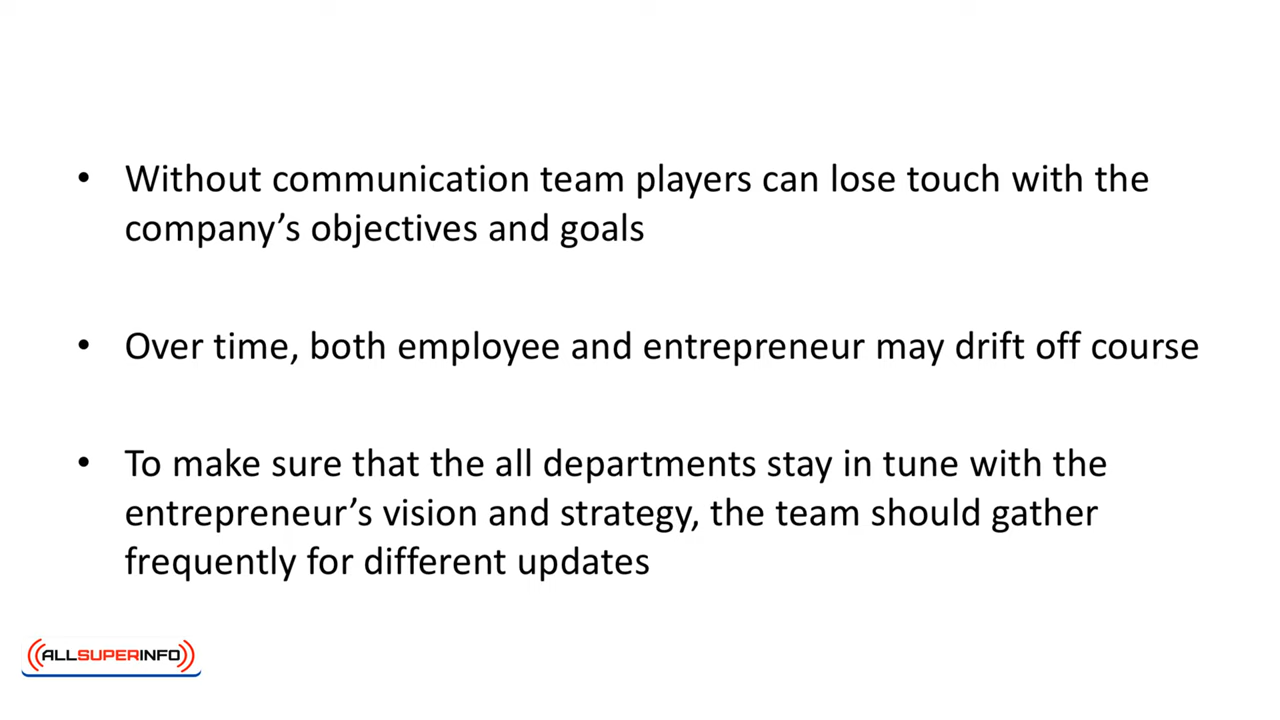 • Without communication team players can lose touch with the
company’s objectives and goals
• Over time, both employee and entrepreneur may drift off course
• To make sure that the all departments stay in tune with the
entrepreneur’s vision and strategy, the team should gather
frequently for different updates
ALLSUPERINFO